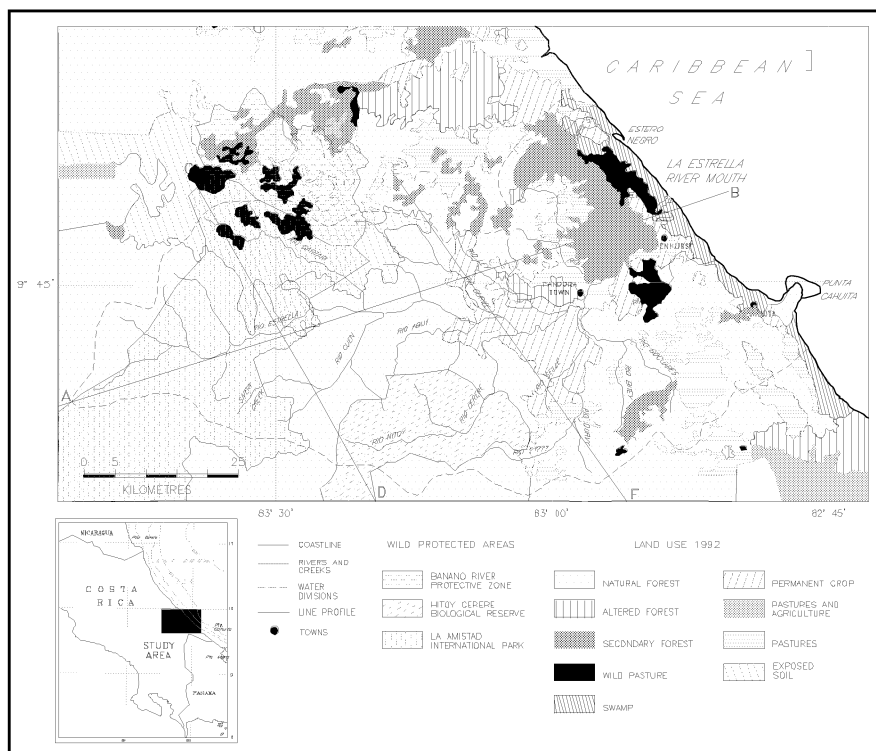 CARIBBEAN
SEA
ESTERO
NEGRO
LA ESTRELLA
RIVER MOUTH
B
9° 45'
TOWN
PUNTA
CAHUITA
RIO ESTRELLA
A
RIO
RIO
RIO NITO
0 5 25
KILOMETRES
D
F
83° 30'
83° 00'
82° 45'
NICARAGUA
COSTA
RICA
STUDY
AREA
PANAMA
COASTLINE
RIVERS AND
CREEKS
WATER
DIVISIONS
LINE PROFILE
TOWNS
WILD PROTECTED AREAS
BANANO RIVER
PROTECTIVE ZONE
HITOY CERERE
BIOLOGICAL RESERVE
LA AMISTAD
INTERNATIONAL PARK
LAND USE 1992
NATURAL FOREST
ALTERED FOREST
SECONDARY FOREST
WILD PASTURE
SWAMP
PERMANENT CROP
PASTURES AND
AGRICULTURE
PASTURES
EXPOSED
SOIL